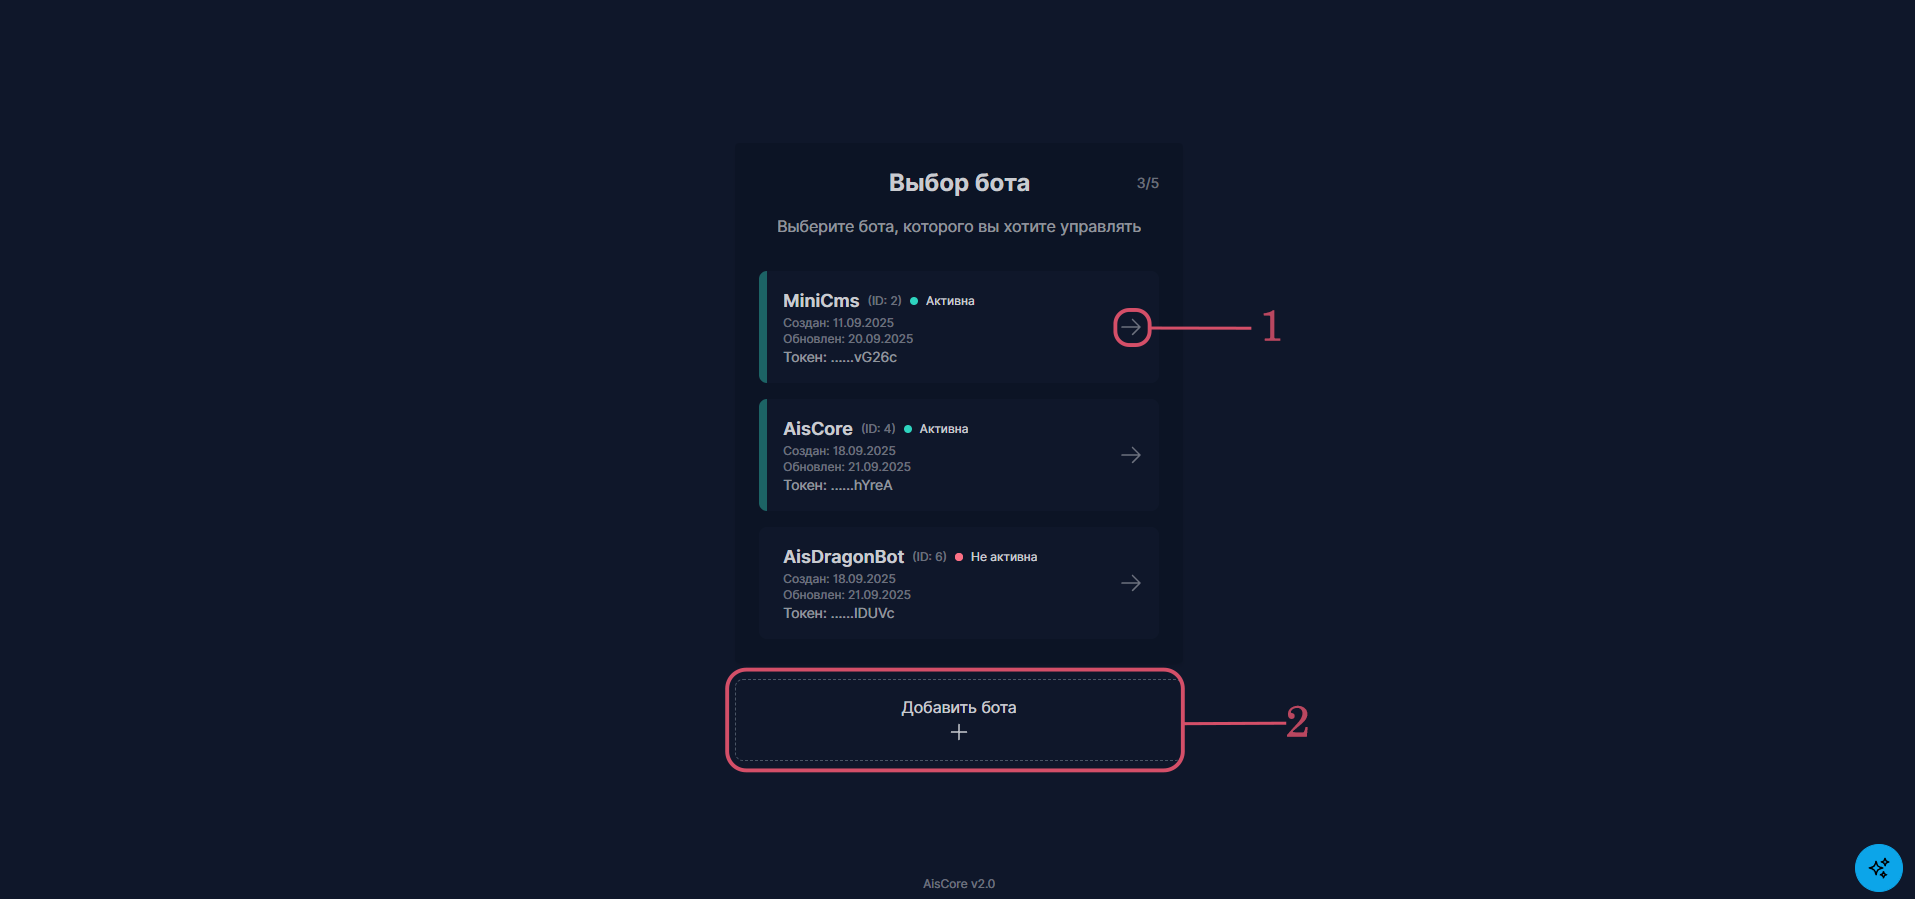 Выбор бота
3/5
Выберите бота, которого вы хотите управлять
MiniCms (ID: 2) Активна
Создан: 11.09.2025
Обновлен: 20.09.2025
Токен: ......vG26c
1
AisCore (ID: 4) Активна
Создан: 18.09.2025
Обновлен: 21.09.2025
Токен: ......hYreA
AisDragonBot (ID: 6) Не активна
Создан: 18.09.2025
Обновлен: 21.09.2025
Токен: ......IDUVc
Добавить бота
2
AisCore v2.0